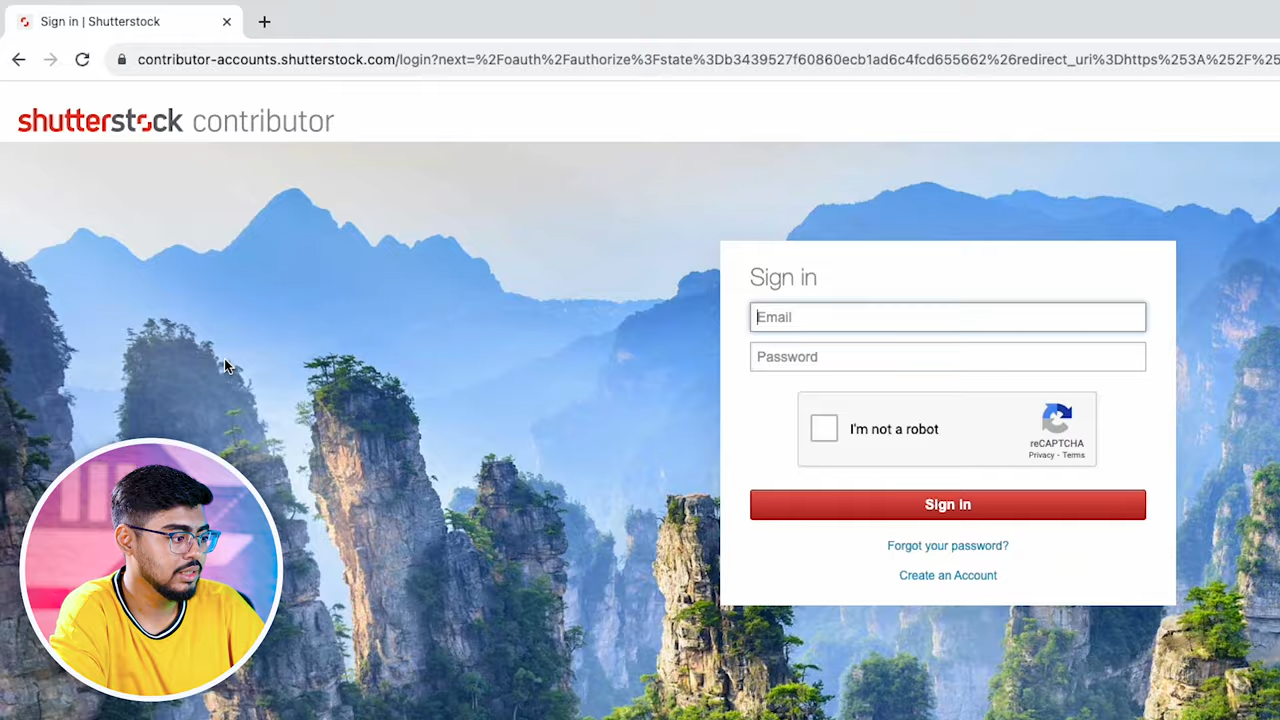 Sign in | Shutterstock
contributor-accounts.shutterstock.com/login?next=%2Foauth%2Fauthorize%3Fstate%3Db3439527f60860ecb1ad6c4fcd655662%26redirect_uri%3Dhttps%253A%252F%25
shutterstock contributor
Sign in
Email
Password
I'm not a robot
reCAPTCHA
Privacy - Terms
Sign in
Forgot your password?
Create an Account